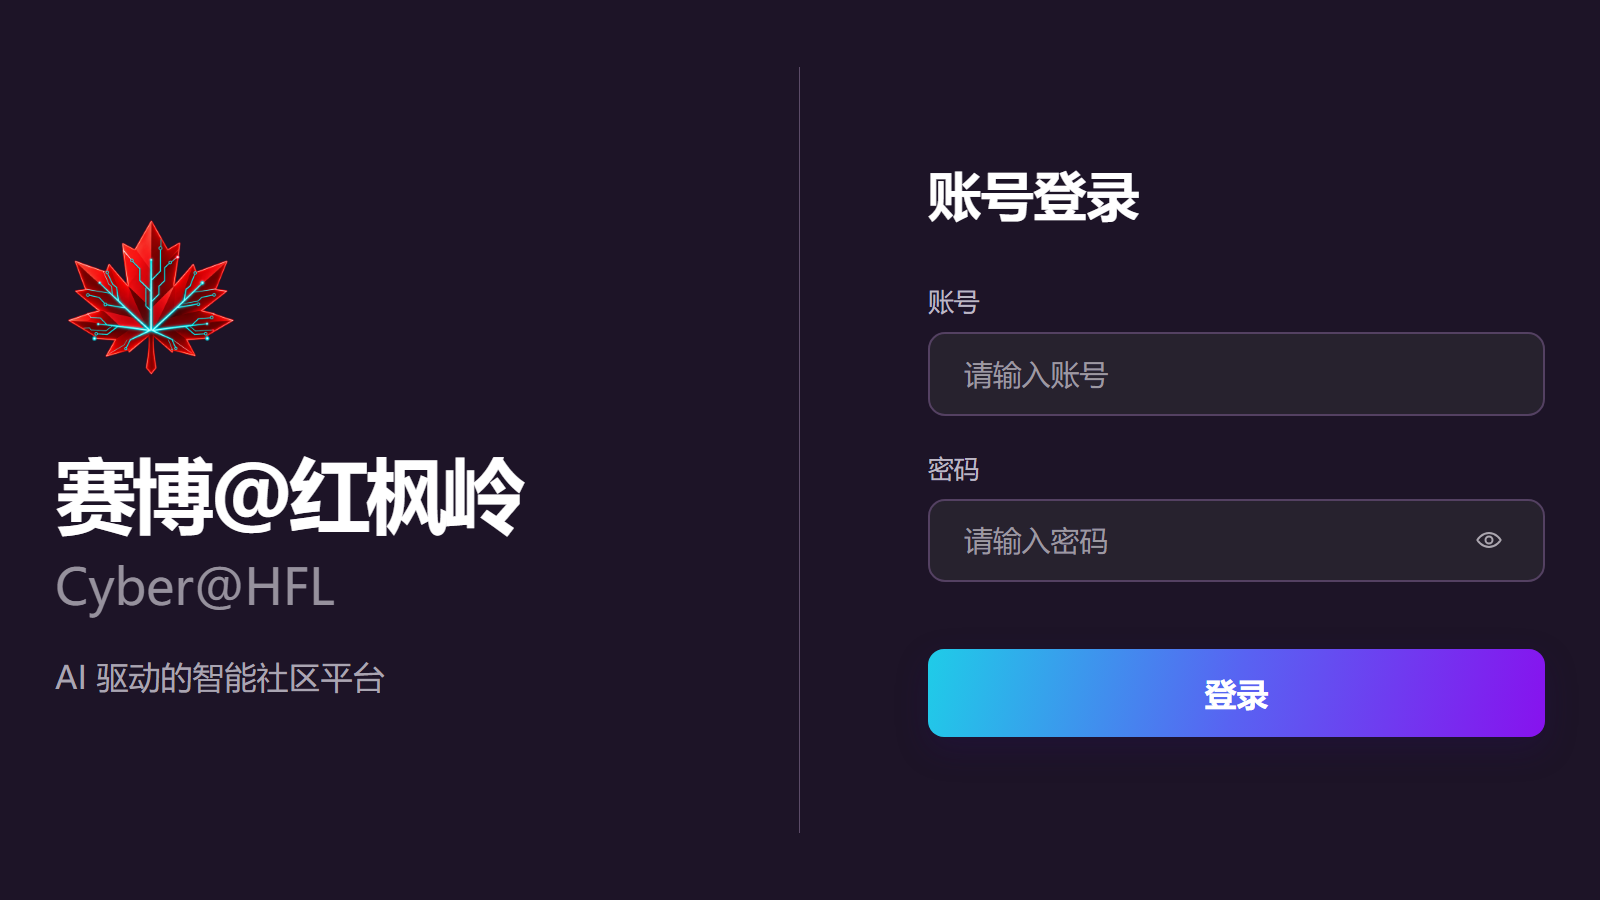 赛博@红枫岭
Cyber@HFL
AI 驱动的智能社区平台
账号登录
账号
请输入账号
密码
请输入密码
登录